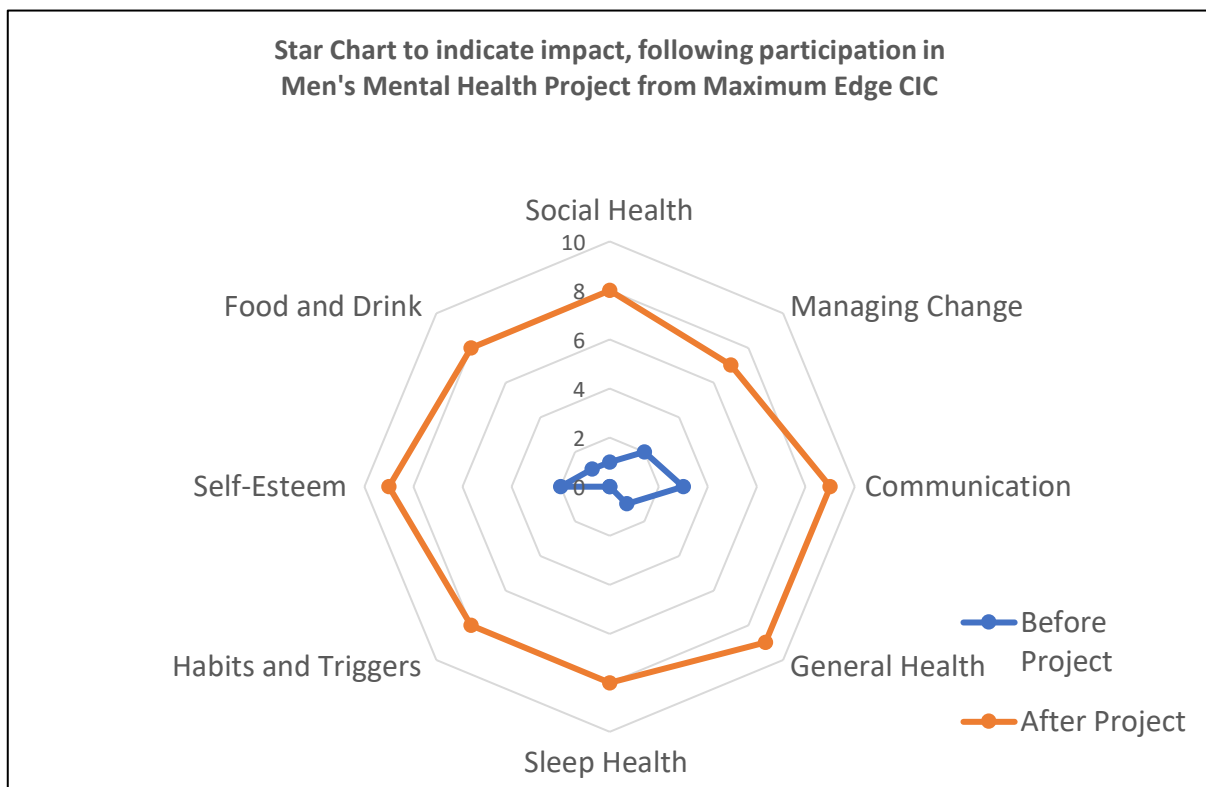 Star Chart to indicate impact, following participation in
Men's Mental Health Project from Maximum Edge CIC
Social Health
10
Food and Drink
Managing Change
8
6
4
2
Self-Esteem
0
Communication
Habits and Triggers
General Health
Sleep Health
Before
Project
After Project